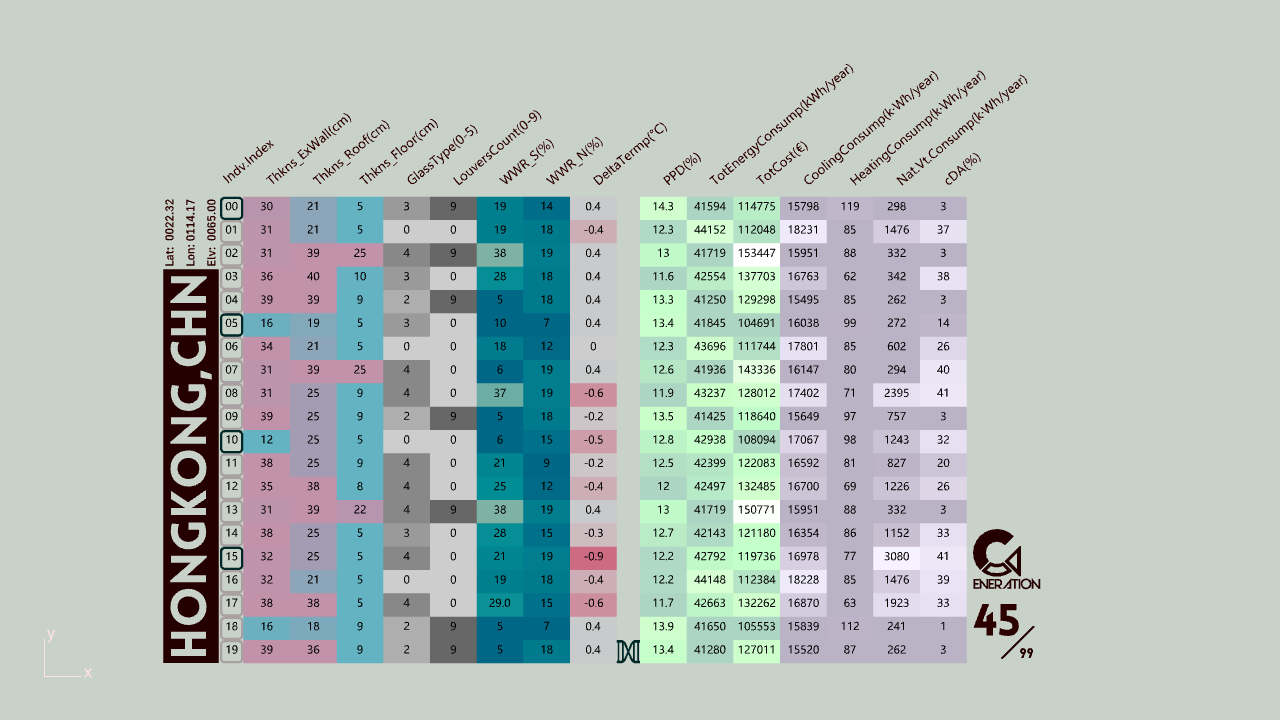 Indv.Index Thkns_ExWall(cm) Thkns_Roof(cm) Thkns_Floor(cm) GlassType(0-5) LouversCount(0-9) WWR_S(%) WWR_N(%) DeltaTermp(°C) PPD(%) TotEnergyConsump(kWh/year) TotCost(€) CoolingConsump(k·Wh/year) HeatingConsump(k·Wh/year) Nat.Vt.Consump(k·Wh/year) cDA(%)
Lat: 0022.32
Lon: 0114.17
Elv: 0065.00
HONGKONG,CHN
00 30 21 5 3 9 19 14 0.4 14.3 41594 114775 15798 119 298 3
01 31 21 5 0 0 19 18 -0.4 12.3 44152 112048 18231 85 1476 37
02 31 39 25 4 9 38 19 0.4 13 41719 153447 15951 88 332 3
03 36 40 10 3 0 28 18 0.4 11.6 42554 137703 16763 62 342 38
04 39 39 9 2 9 5 18 0.4 13.3 41250 129298 15495 85 262 3
05 16 19 5 3 0 10 7 0.4 13.4 41845 104691 16038 99 272 14
06 34 21 5 0 0 18 12 0 12.3 43696 111744 17801 85 602 26
07 31 39 25 4 0 6 19 0.4 12.6 41936 143336 16147 80 294 40
08 31 25 9 4 0 37 19 -0.6 11.9 43237 128012 17402 71 2395 41
09 39 25 9 2 9 5 18 -0.2 13.5 41425 118640 15649 97 757 3
10 12 25 5 0 0 6 15 -0.5 12.8 42938 108094 17067 98 1243 32
11 38 25 9 4 0 21 9 -0.2 12.5 42399 122083 16592 81 827 20
12 35 38 8 4 0 25 12 -0.4 12 42497 132485 16700 69 1226 26
13 31 39 22 4 9 38 19 0.4 13 41719 150771 15951 88 332 3
14 38 25 5 3 0 28 15 -0.3 12.7 42143 121180 16354 86 1152 33
15 32 25 5 4 0 21 19 -0.9 12.2 42792 119736 16978 77 3080 41
16 32 21 5 0 0 19 18 -0.4 12.2 44148 112384 18228 85 1476 39
17 38 38 5 4 0 29.0 15 -0.6 11.7 42663 132262 16870 63 1923 33
18 16 18 9 2 9 5 7 0.4 13.9 41650 105553 15839 112 241 1
19 39 36 9 2 9 5 18 0.4 13.4 41280 127011 15520 87 262 3
G
ENERATION
45/99
y
x